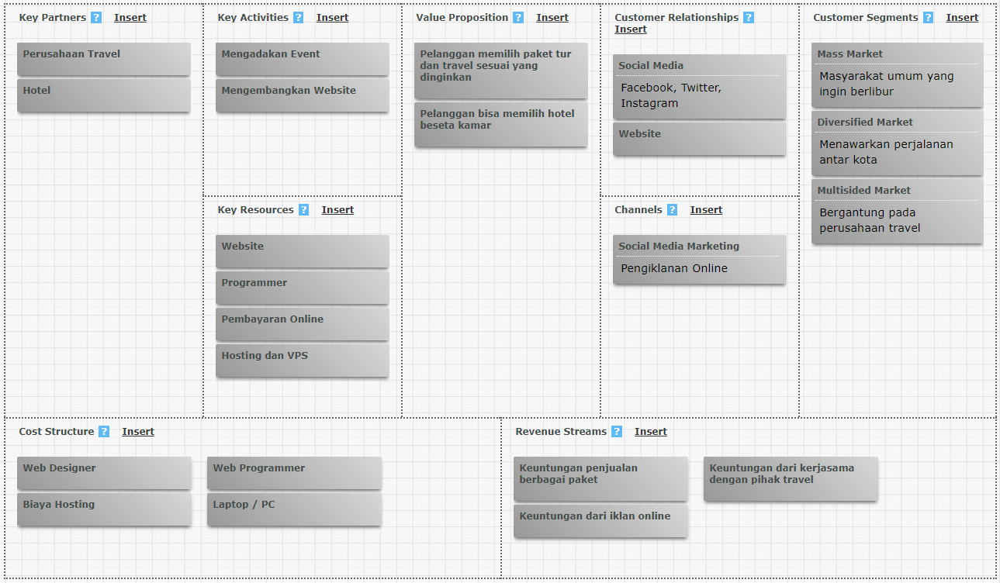 Key Partners ? Insert
Perusahaan Travel
Hotel
Key Activities ? Insert
Mengadakan Event
Mengembangkan Website
Key Resources ? Insert
Website
Programmer
Pembayaran Online
Hosting dan VPS
Value Proposition ? Insert
Pelanggan memilih paket tur
dan travel sesuai yang
dinginkan
Pelanggan bisa memilih hotel
beseta kamar
Customer Relationships ?
Insert
Social Media
Facebook, Twitter,
Instagram
Website
Channels ? Insert
Social Media Marketing
Pengiklanan Online
Customer Segments ? Insert
Mass Market
Masyarakat umum yang
ingin berlibur
Diversified Market
Menawarkan perjalanan
antar kota
Multisided Market
Bergantung pada
perusahaan travel
Cost Structure ? Insert
Web Designer
Web Programmer
Biaya Hosting
Laptop / PC
Revenue Streams ? Insert
Keuntungan penjualan
berbagai paket
Keuntungan dari kerjasama
dengan pihak travel
Keuntungan dari iklan online